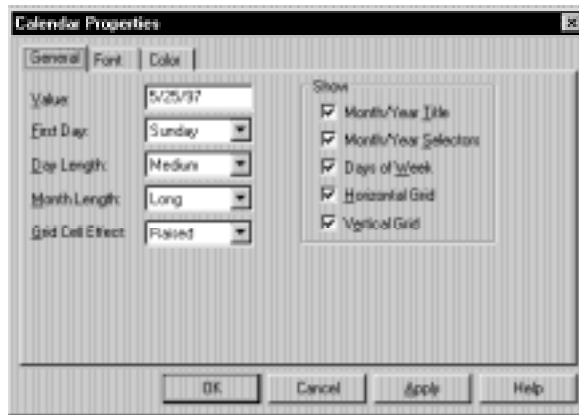 Calendar Properties
General Font Color
Value: 5/25/97
First Day: Sunday
Day Length: Medium
Month Length: Long
Grid Cell Effect: Raised
Show
Month/Year Title
Month/Year Selectors
Days of Week
Horizontal Grid
Vertical Grid
OK Cancel Apply Help